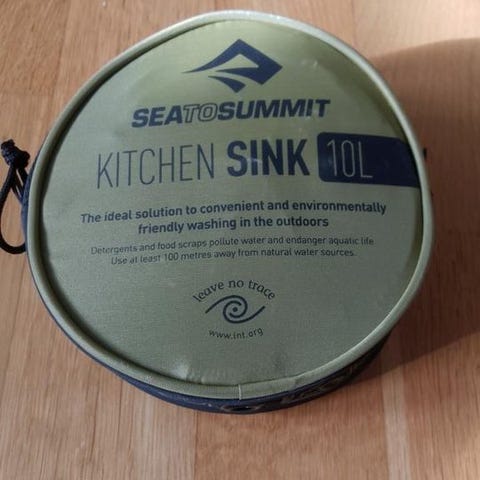 SEATOSUMMIT
KITCHEN SINK 10L
The ideal solution to convenient and environmentally
friendly washing in the outdoors
Detergents and food scraps pollute water and endanger aquatic life
Use at least 100 metres away from natural water sources.
leave no trace
www.lnt.org